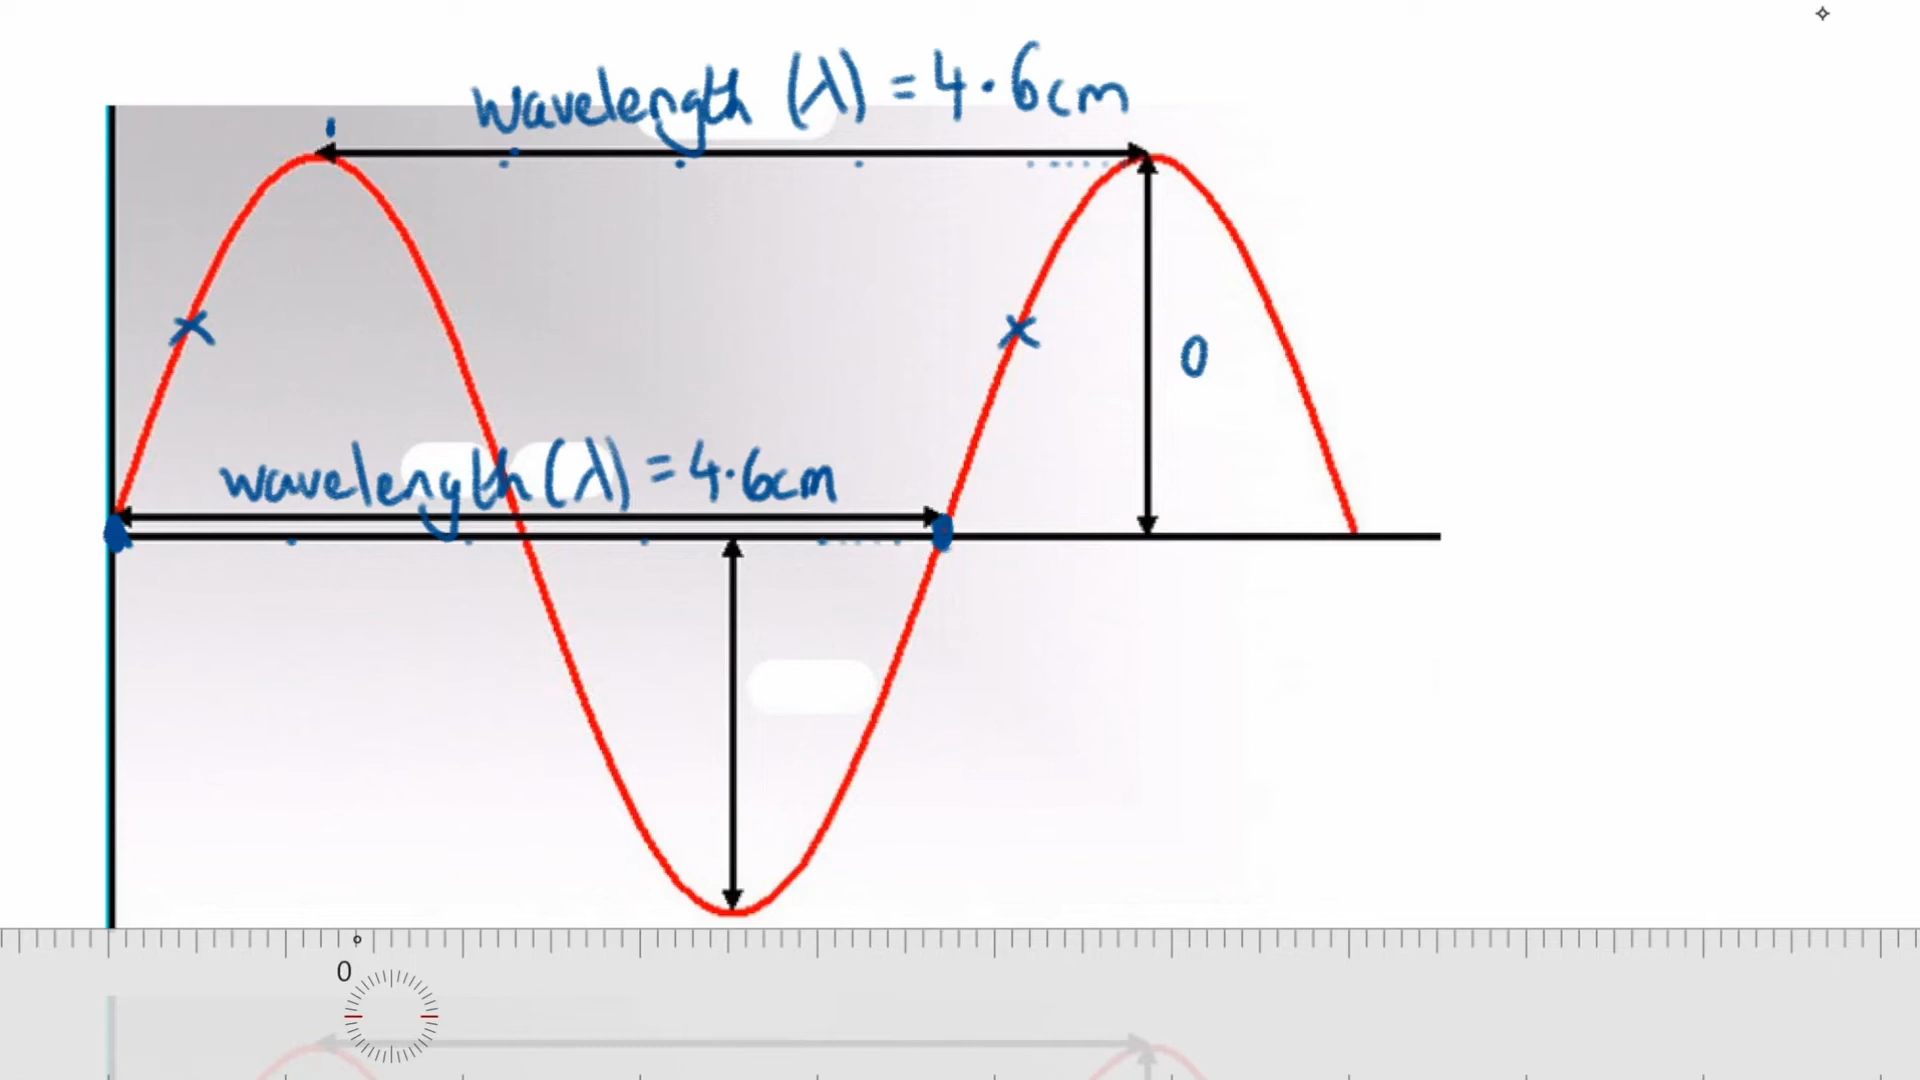 wavelength (λ) = 4.6cm
0
wavelength (λ) = 4.6cm
0